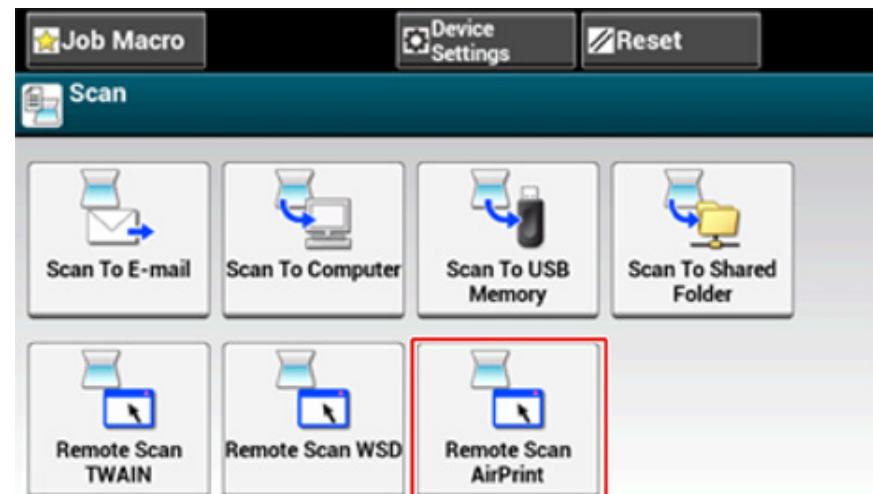 Job Macro
Device
Settings
Reset
Scan
Scan To E-mail
Scan To Computer
Scan To USB
Memory
Scan To Shared
Folder
Remote Scan
TWAIN
Remote Scan WSD
Remote Scan
AirPrint